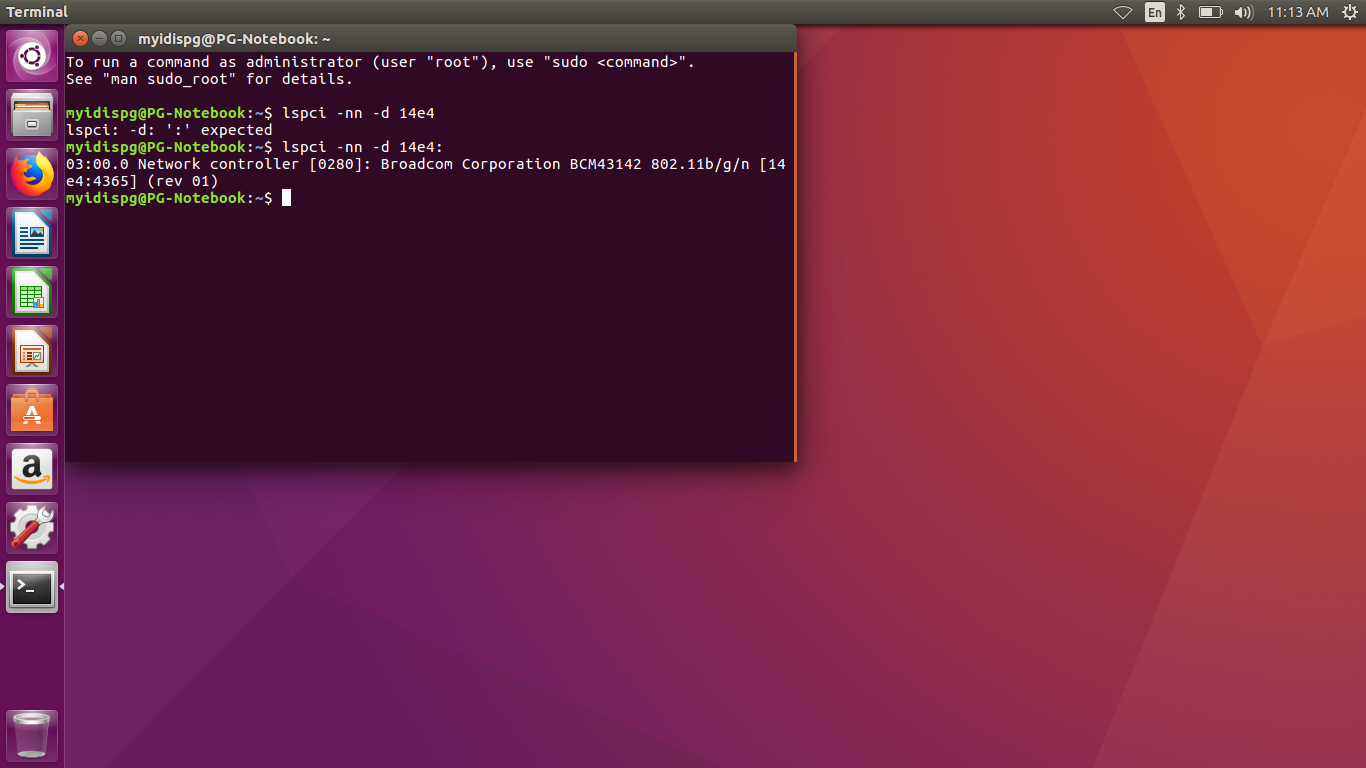 Terminal
En
11:13 AM
myidispg@PG-Notebook: ~
To run a command as administrator (user "root"), use "sudo <command>".
See "man sudo_root" for details.
myidispg@PG-Notebook:~$ lspci -nn -d 14e4
lspci: -d: ':' expected
myidispg@PG-Notebook:~$ lspci -nn -d 14e4:
03:00.0 Network controller [0280]: Broadcom Corporation BCM43142 802.11b/g/n [14
e4:4365] (rev 01)
myidispg@PG-Notebook:~$